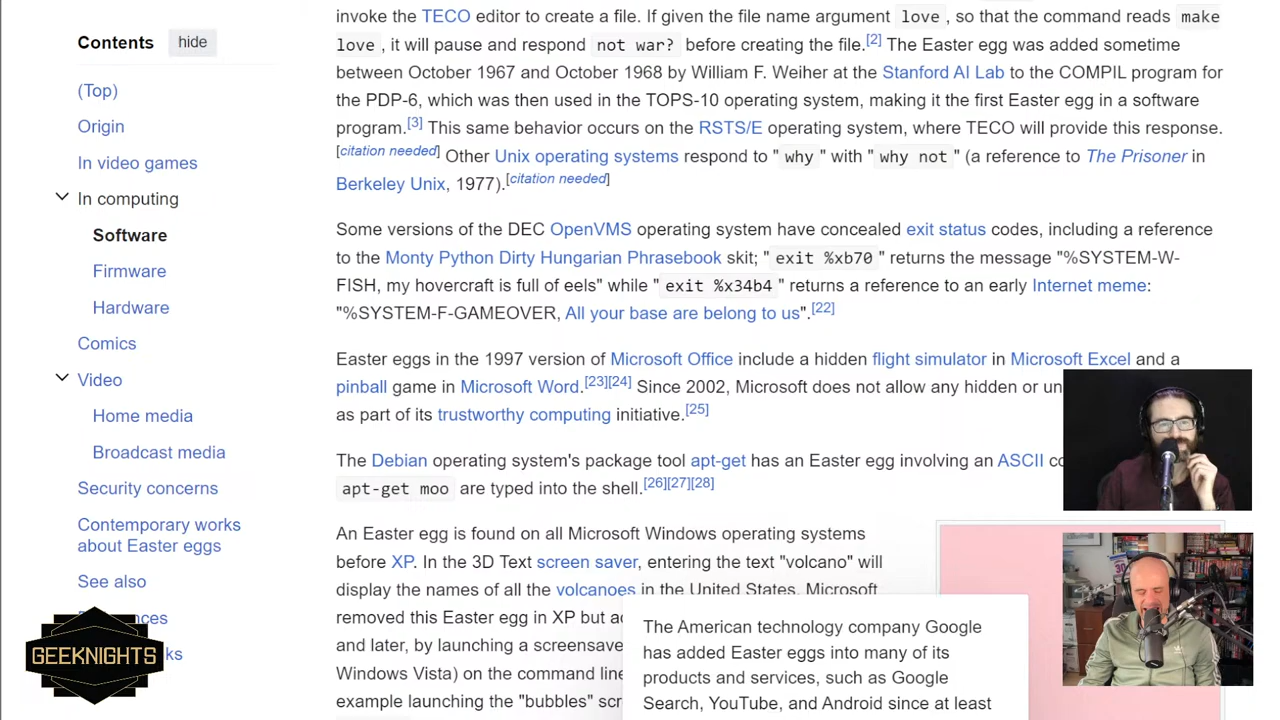 Contents
hide
(Top)
Origin
In video games
In computing
Software
Firmware
Hardware
Comics
Video
Home media
Broadcast media
Security concerns
Contemporary works
about Easter eggs
See also
GEEKNIGHTS
invoke the TECO editor to create a file. If given the file name argument love , so that the command reads make
love , it will pause and respond not war? before creating the file.[2] The Easter egg was added sometime
between October 1967 and October 1968 by William F. Weiher at the Stanford AI Lab to the COMPIL program for
the PDP-6, which was then used in the TOPS-10 operating system, making it the first Easter egg in a software
program.[3] This same behavior occurs on the RSTS/E operating system, where TECO will provide this response.
[citation needed] Other Unix operating systems respond to " why " with " why not " (a reference to The Prisoner in
Berkeley Unix, 1977).[citation needed]
Some versions of the DEC OpenVMS operating system have concealed exit status codes, including a reference
to the Monty Python Dirty Hungarian Phrasebook skit; " exit %xb70 " returns the message "%SYSTEM-W-
FISH, my hovercraft is full of eels" while " exit %x34b4 " returns a reference to an early Internet meme:
"%SYSTEM-F-GAMEOVER, All your base are belong to us".[22]
Easter eggs in the 1997 version of Microsoft Office include a hidden flight simulator in Microsoft Excel and a
pinball game in Microsoft Word.[23][24] Since 2002, Microsoft does not allow any hidden or un
as part of its trustworthy computing initiative.[25]
The Debian operating system's package tool apt-get has an Easter egg involving an ASCII co
apt-get moo are typed into the shell.[26][27][28]
An Easter egg is found on all Microsoft Windows operating systems
before XP. In the 3D Text screen saver, entering the text "volcano" will
display the names of all the volcanoes in the United States. Microsoft
removed this Easter egg in XP but ad
and later, by launching a screensave
Windows Vista) on the command line
example launching the "bubbles" scr
The American technology company Google
has added Easter eggs into many of its
products and services, such as Google
Search, YouTube, and Android since at least